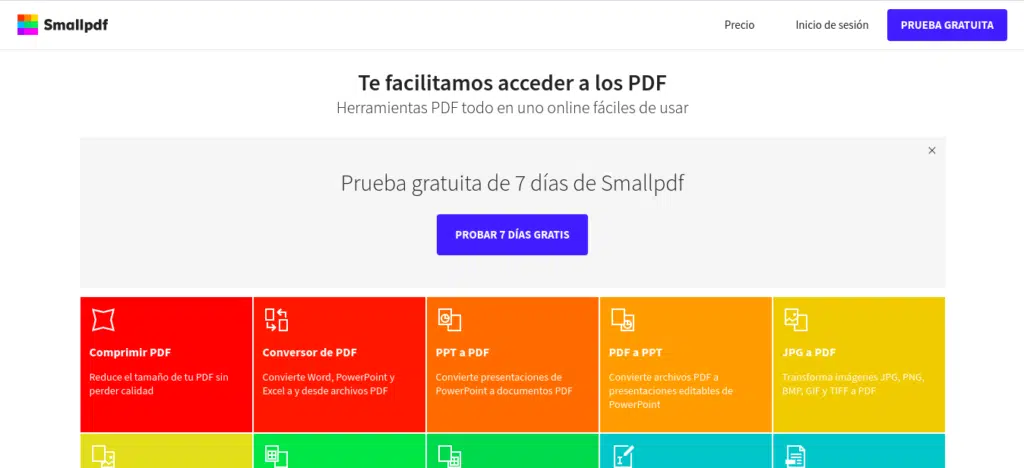 Smallpdf
Precio
Inicio de sesión
PRUEBA GRATUITA
Te facilitamos acceder a los PDF
Herramientas PDF todo en uno online fáciles de usar
Prueba gratuita de 7 días de Smallpdf
PROBAR 7 DÍAS GRATIS
Comprimir PDF
Reduce el tamaño de tu PDF sin
perder calidad
Conversor de PDF
Convierte Word, PowerPoint y
Excel a y desde archivos PDF
PPT a PDF
Convierte presentaciones de
PowerPoint a documentos PDF
PDF a PPT
Convierte archivos PDF a
presentaciones editables de
PowerPoint
JPG a PDF
Transforma imágenes JPG, PNG,
BMP, GIF y TIFF a PDF